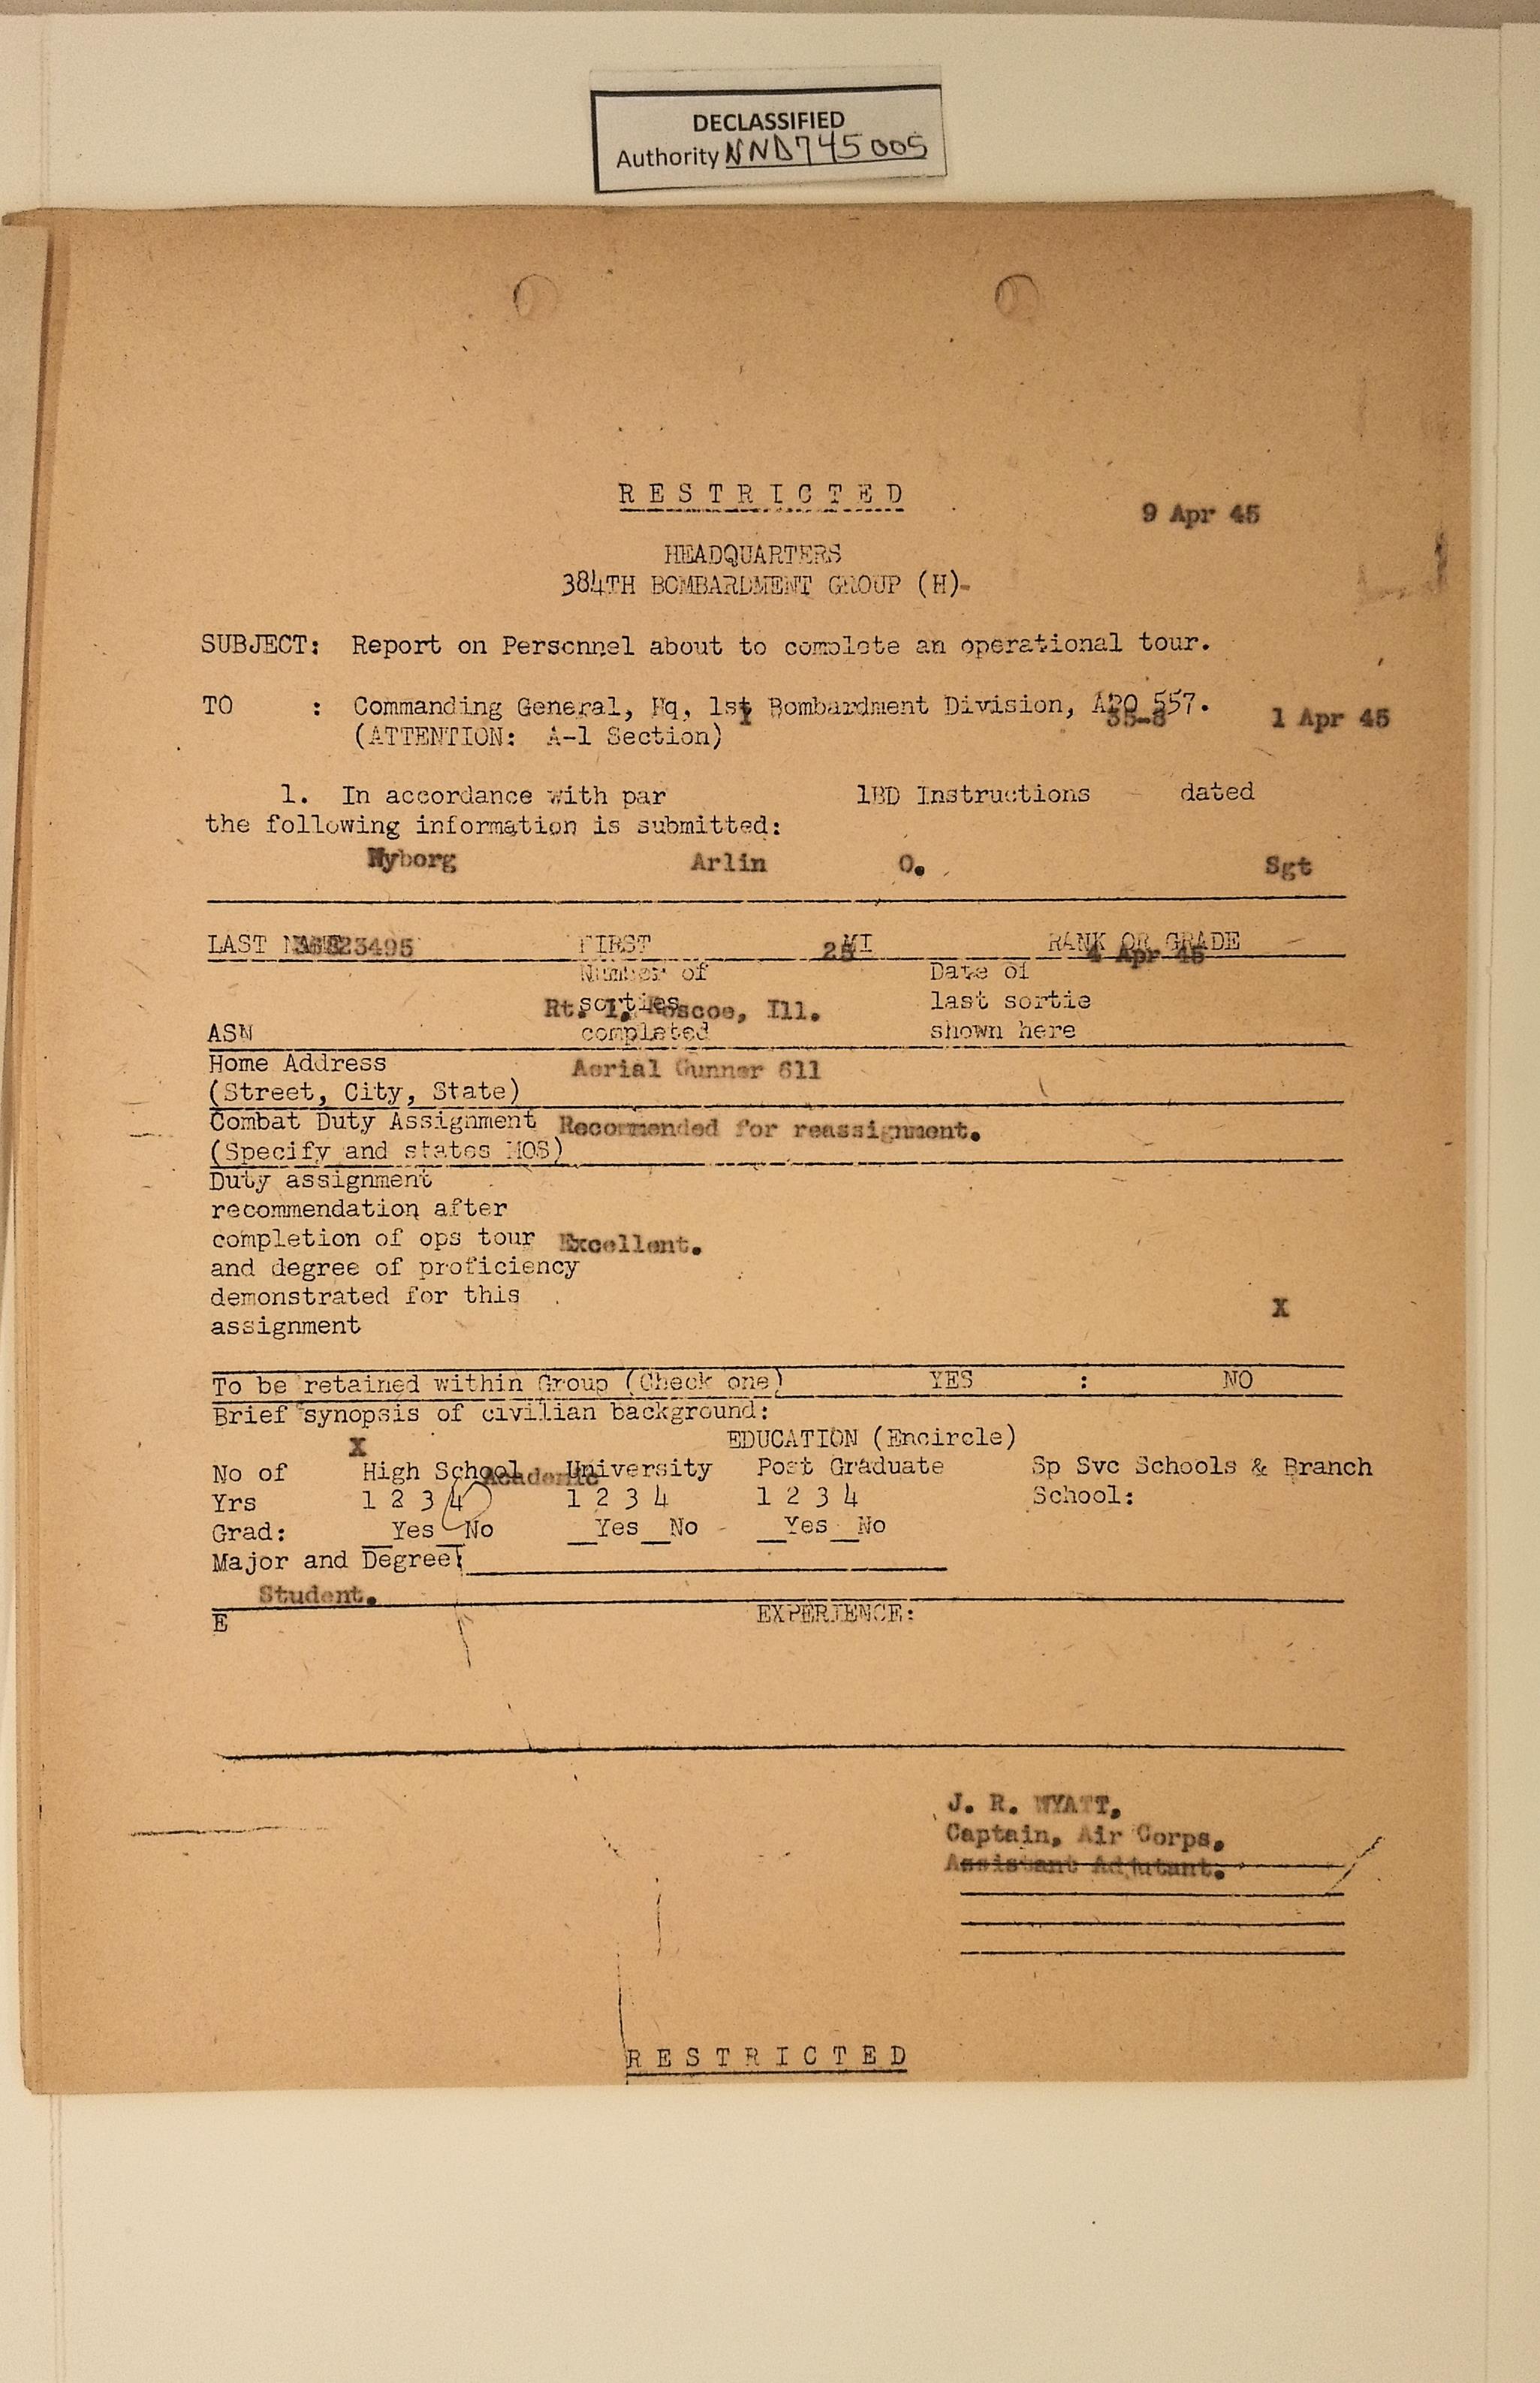 DECLASSIFIED
Authority NND745005
RESTRICTED
9 Apr 45
HEADQUARTERS
384TH BOMBARDMENT GROUP (H)-
SUBJECT: Report on Personnel about to complete an operational tour.
TO : Commanding General, Hq, 1st Bombardment Division, APO 557.
1 35-8 1 Apr 45
(ATTENTION: A-1 Section)
1. In accordance with par 1BD Instructions dated
the following information is submitted:
Nyborg Arlin O. Sgt
LAST NAME FIRST MI RANK OR GRADE
25 4 Apr 45
Number of Date of
sorties last sortie
Rt. 1, Roscoe, Ill.
ASN completed shown here
Home Address
Aerial Gunner 611
(Street, City, State)
Combat Duty Assignment
Recommended for reassignment.
(Specify and states MOS)
Duty assignment
recommendation after
completion of ops tour
Excellent.
and degree of proficiency
demonstrated for this
X
assignment
To be retained within Group (Check one) YES : NO
Brief synopsis of civilian background:
EDUCATION (Encircle)
X
No of High School University Post Graduate Sp Svc Schools & Branch
Academic
Yrs 1 2 3 4 1 2 3 4 1 2 3 4 School:
Grad: Yes No Yes No Yes No
Major and Degree:
Student.
E EXPERIENCE:
J. R. WYATT,
Captain, Air Corps,
Assistant Adjutant.
RESTRICTED